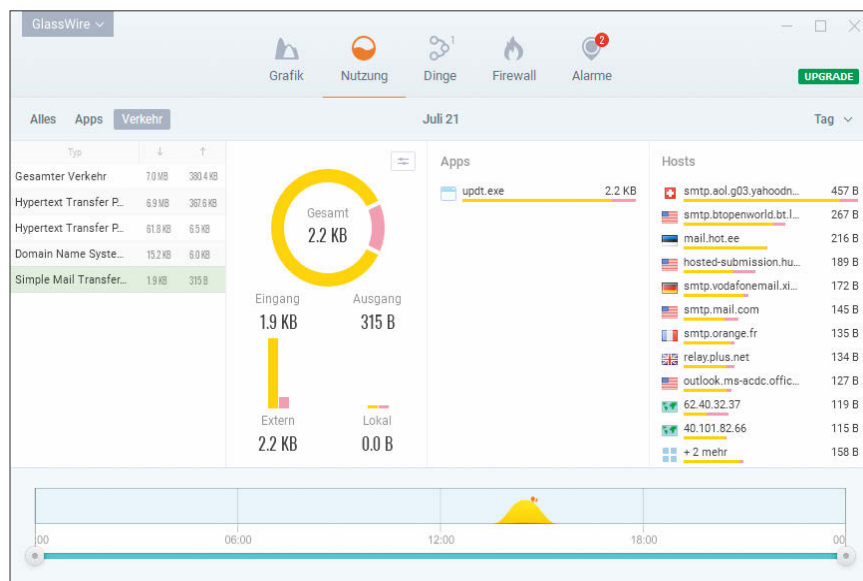 GlassWire
Grafik
Nutzung
1
Dinge
Firewall
2
Alarme
UPGRADE
Alles Apps Verkehr
Juli 21
Tag
Typ ↓ ↑
Gesamter Verkehr 7.0 MB 380.4 KB
Hypertext Transfer P... 6.9 MB 367.6 KB
Hypertext Transfer P... 61.8 KB 6.5 KB
Domain Name Syste... 15.2 KB 6.0 KB
Simple Mail Transfer... 1.9 KB 315 B
Gesamt
2.2 KB
Eingang Ausgang
1.9 KB 315 B
Extern Lokal
2.2 KB 0.0 B
Apps
updt.exe 2.2 KB
Hosts
smtp.aol.g03.yahoodn... 457 B
smtp.btopenworld.bt.l... 267 B
mail.hot.ee 216 B
hosted-submission.hu... 189 B
smtp.vodafonemail.xi... 172 B
smtp.mail.com 145 B
smtp.orange.fr 135 B
relay.plus.net 134 B
outlook.ms-acdc.offic... 127 B
62.40.32.37 119 B
40.101.82.66 115 B
+ 2 mehr 158 B
:00 06:00 12:00 18:00 00: